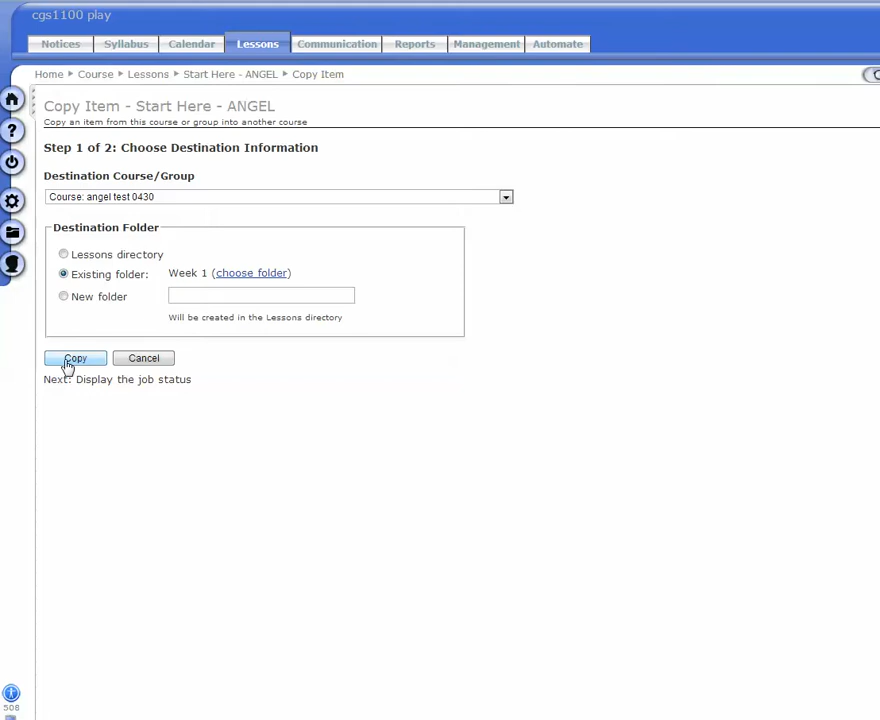 cgs1100 play
Notices Syllabus Calendar Lessons Communication Reports Management Automate
Home Course Lessons Start Here - ANGEL Copy Item
Copy Item - Start Here - ANGEL
Copy an item from this course or group into another course
Step 1 of 2: Choose Destination Information
Destination Course/Group
Course: angel test 0430
Destination Folder
Lessons directory
Existing folder: Week 1 (choose folder)
New folder
Will be created in the Lessons directory
Copy Cancel
Next: Display the job status
508